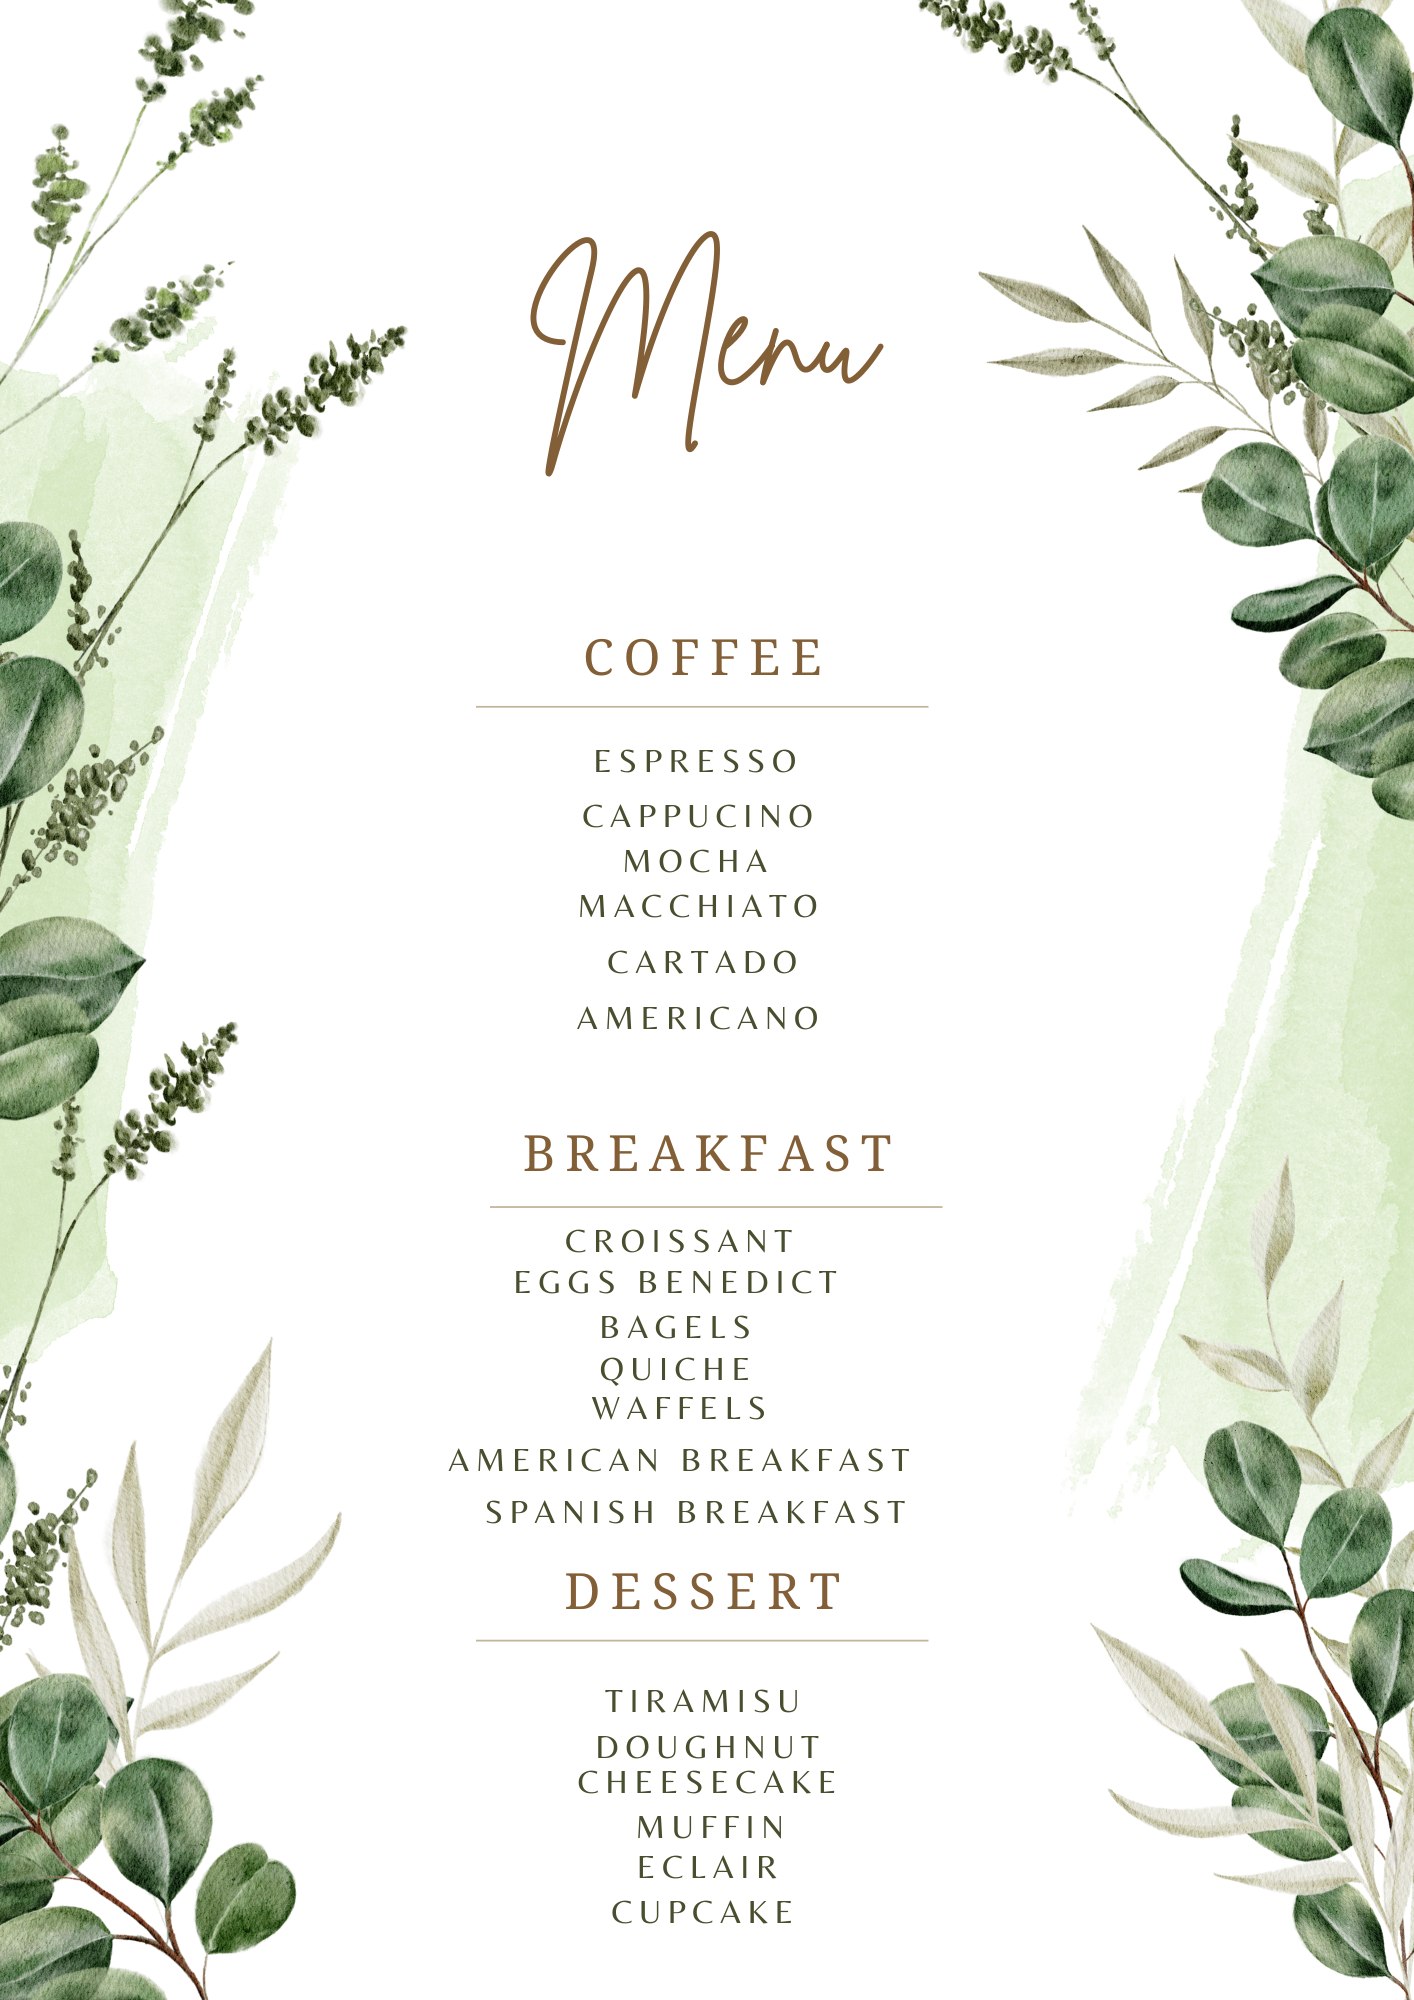 Menu
COFFEE
ESPRESSO
CAPPUCINO
MOCHA
MACCHIATO
CARTADO
AMERICANO
BREAKFAST
CROISSANT
EGGS BENEDICT
BAGELS
QUICHE
WAFFELS
AMERICAN BREAKFAST
SPANISH BREAKFAST
DESSERT
TIRAMISU
DOUGHNUT
CHEESECAKE
MUFFIN
ECLAIR
CUPCAKE